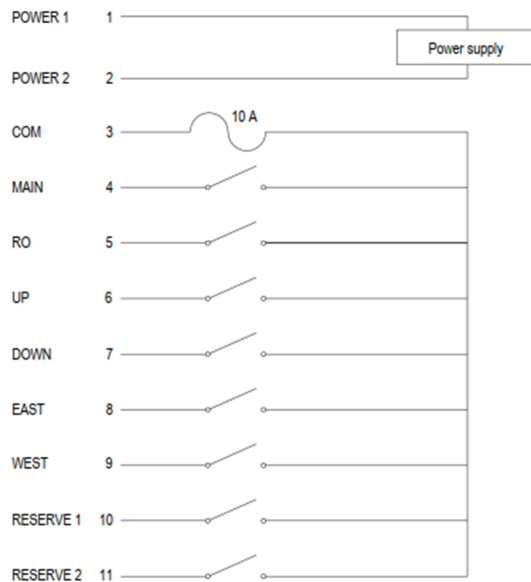 POWER 1 1
Power supply
POWER 2 2
10 A
COM 3
MAIN 4
RO 5
UP 6
DOWN 7
EAST 8
WEST 9
RESERVE 1 10
RESERVE 2 11